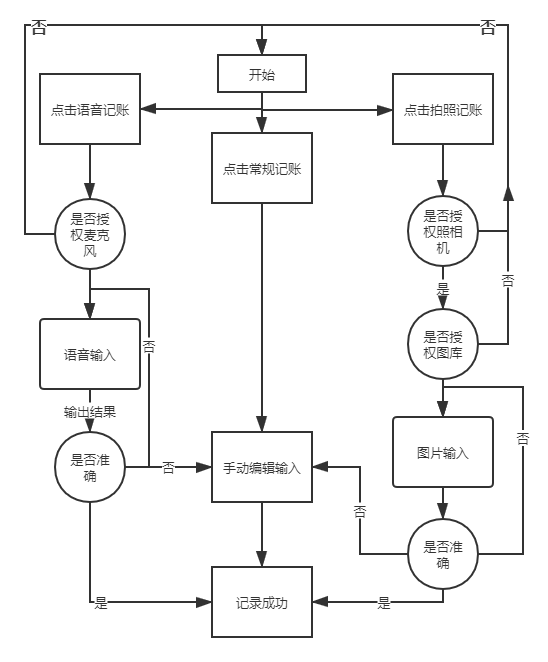 否
否
开始
点击语音记账
点击拍照记账
点击常规记账
是否授
权麦克
风
是否授
权照相
机
否
是
是否授
权图库
语音输入
否
输出结果
否
图片输入
是否准
确
否
手动编辑输入
否
是否准
确
是
记录成功
是